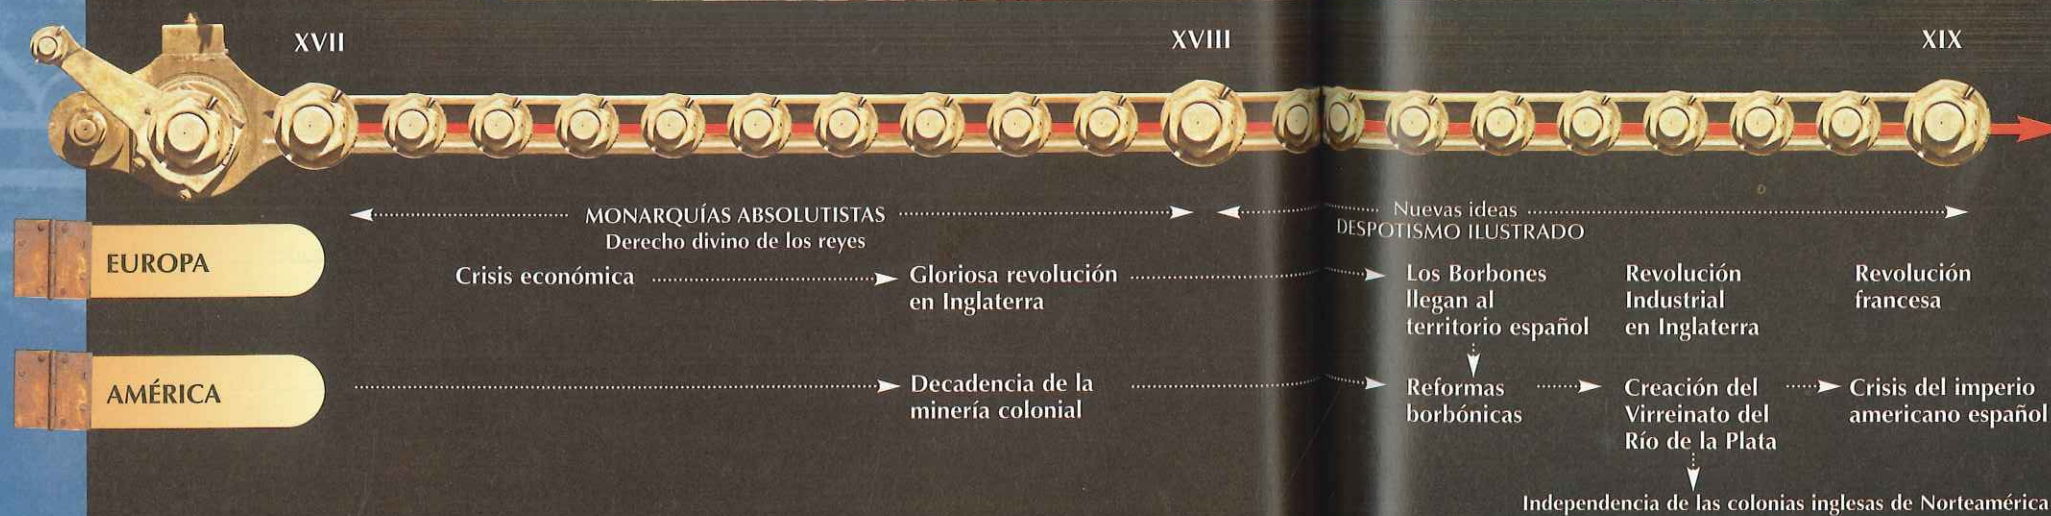 XVII
XVIII
XIX
MONARQUÍAS ABSOLUTISTAS
Derecho divino de los reyes
Nuevas ideas
DESPOTISMO ILUSTRADO
EUROPA
Crisis económica
Gloriosa revolución
en Inglaterra
Los Borbones
llegan al
territorio español
Revolución
Industrial
en Inglaterra
Revolución
francesa
AMÉRICA
Decadencia de la
minería colonial
Reformas
borbónicas
Creación del
Virreinato del
Río de la Plata
Crisis del imperio
americano español
Independencia de las colonias inglesas de Norteamérica